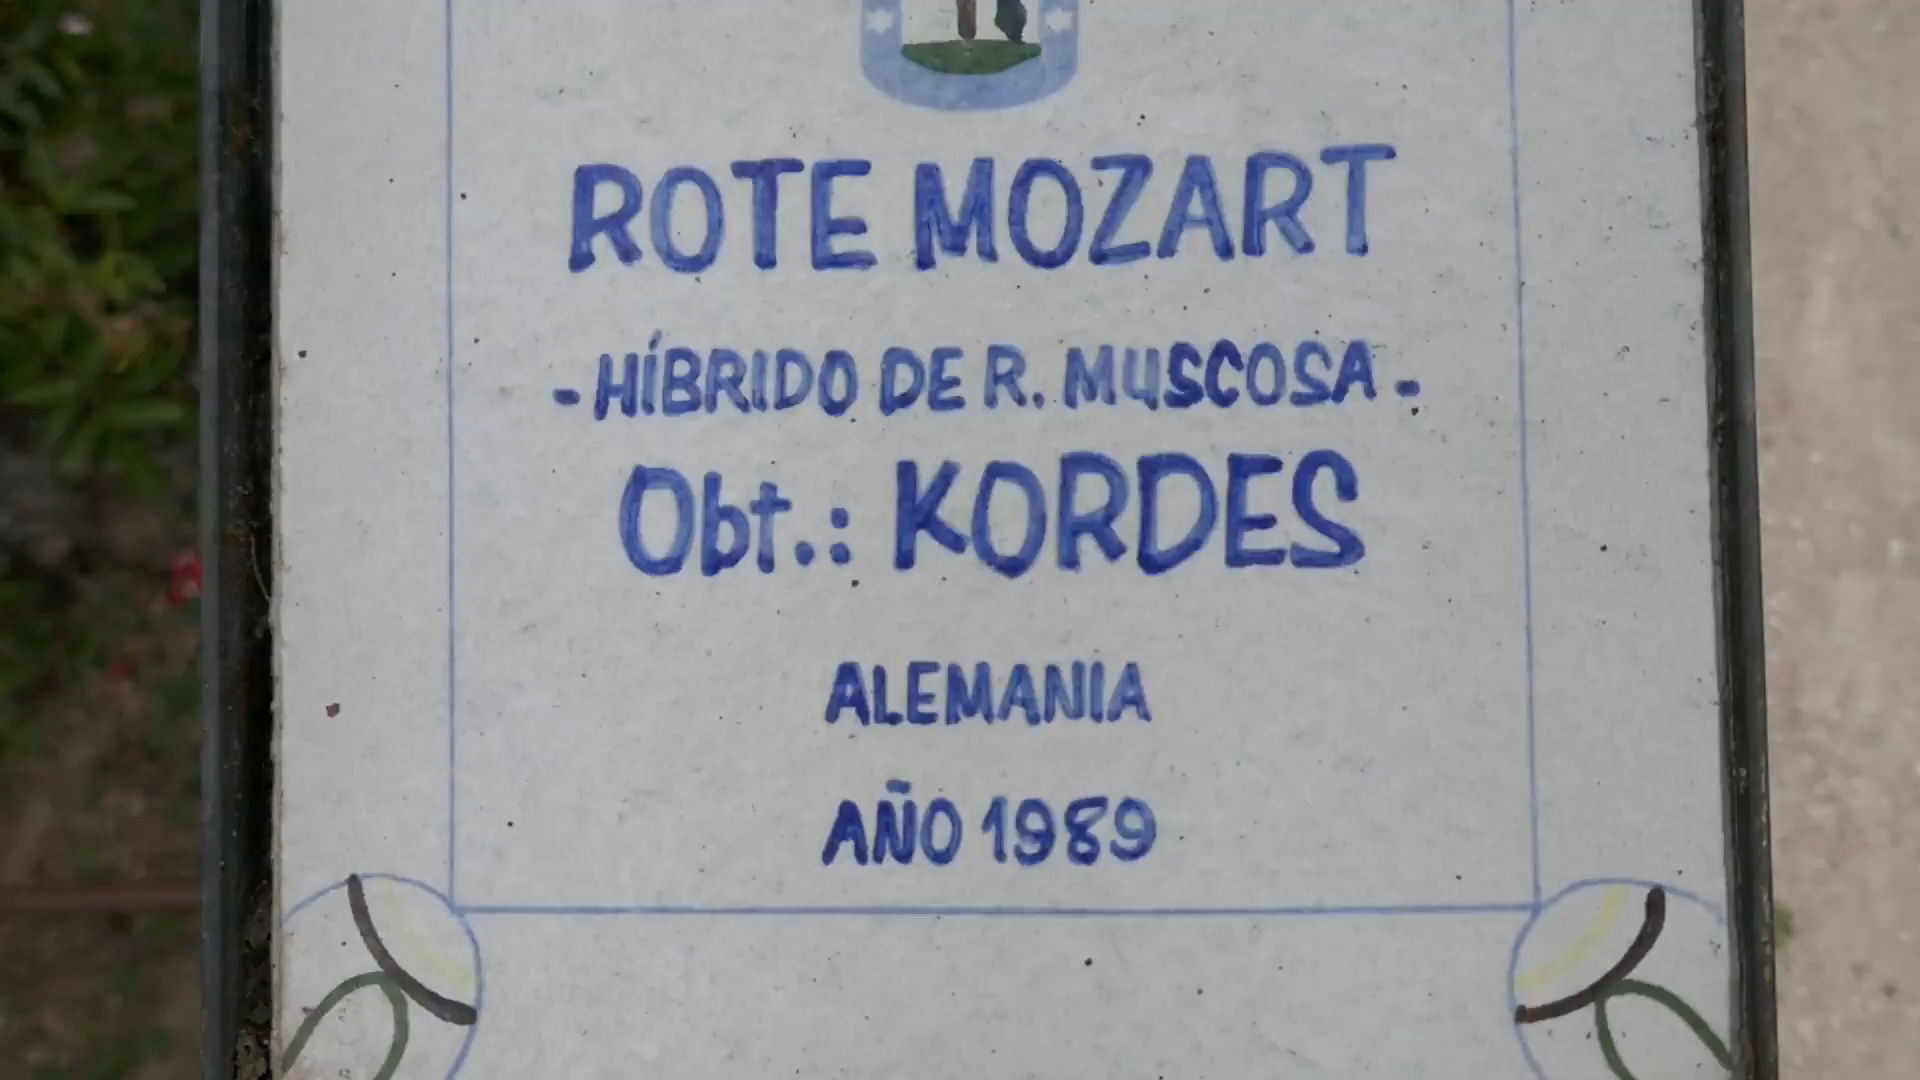 ROTE MOZART
- HÍBRIDO DE R. MUSCOSA -
Obt.: KORDES
ALEMANIA
AÑO 1989